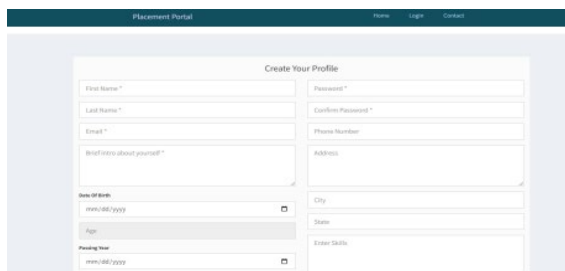 Placement Portal
Home Login Contact
Create Your Profile
First Name *
Last Name *
Email *
Brief intro about yourself *
Date Of Birth
mm/dd/yyyy
Age
Passing Year
mm/dd/yyyy
Password *
Confirm Password *
Phone Number
Address
City
State
Enter Skills